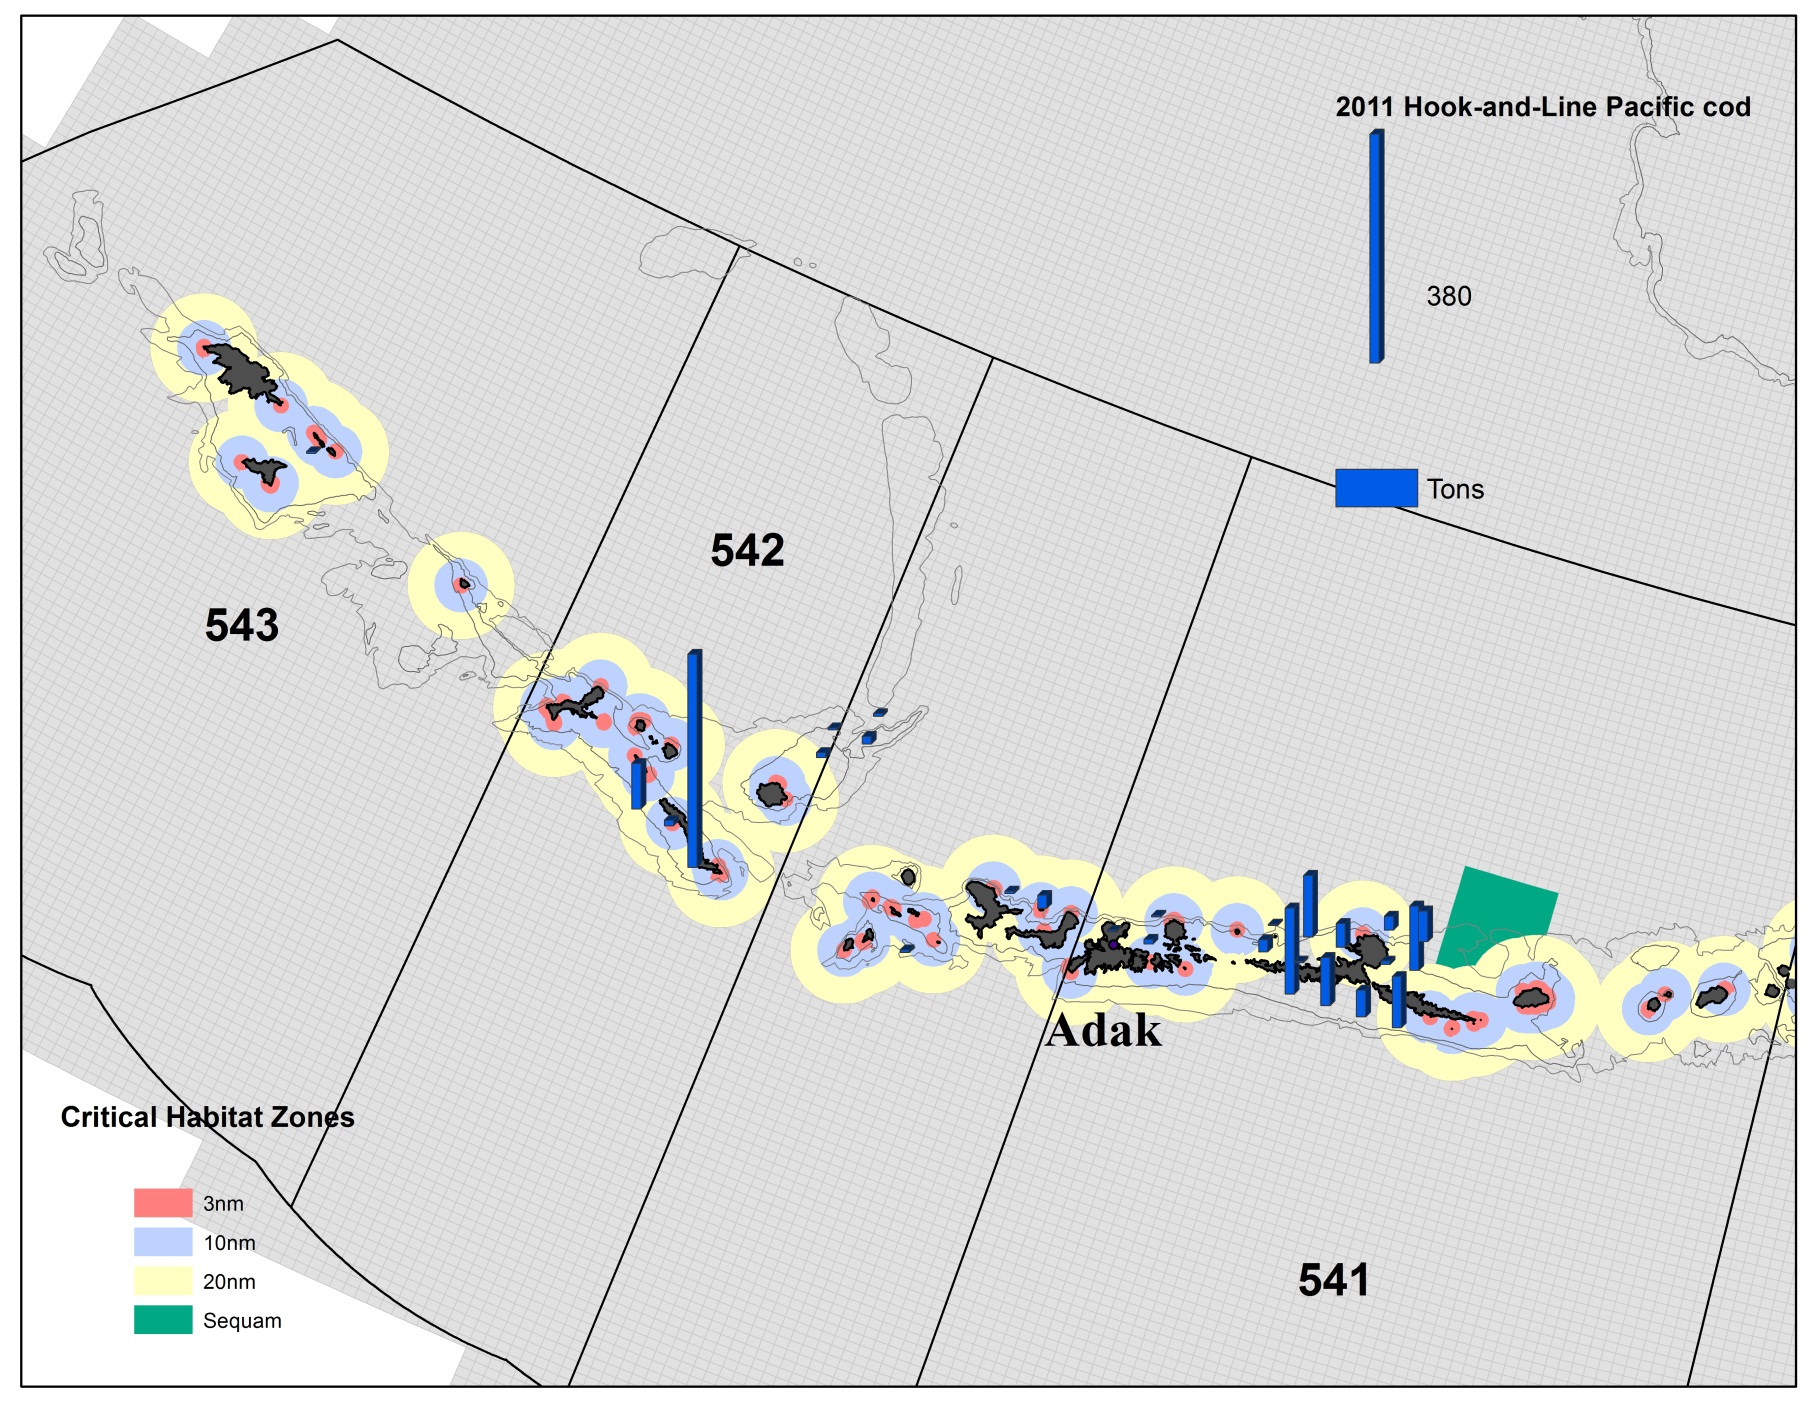 2011 Hook-and-Line Pacific cod
380
Tons
542
543
Adak
541
Critical Habitat Zones
3nm
10nm
20nm
Sequam